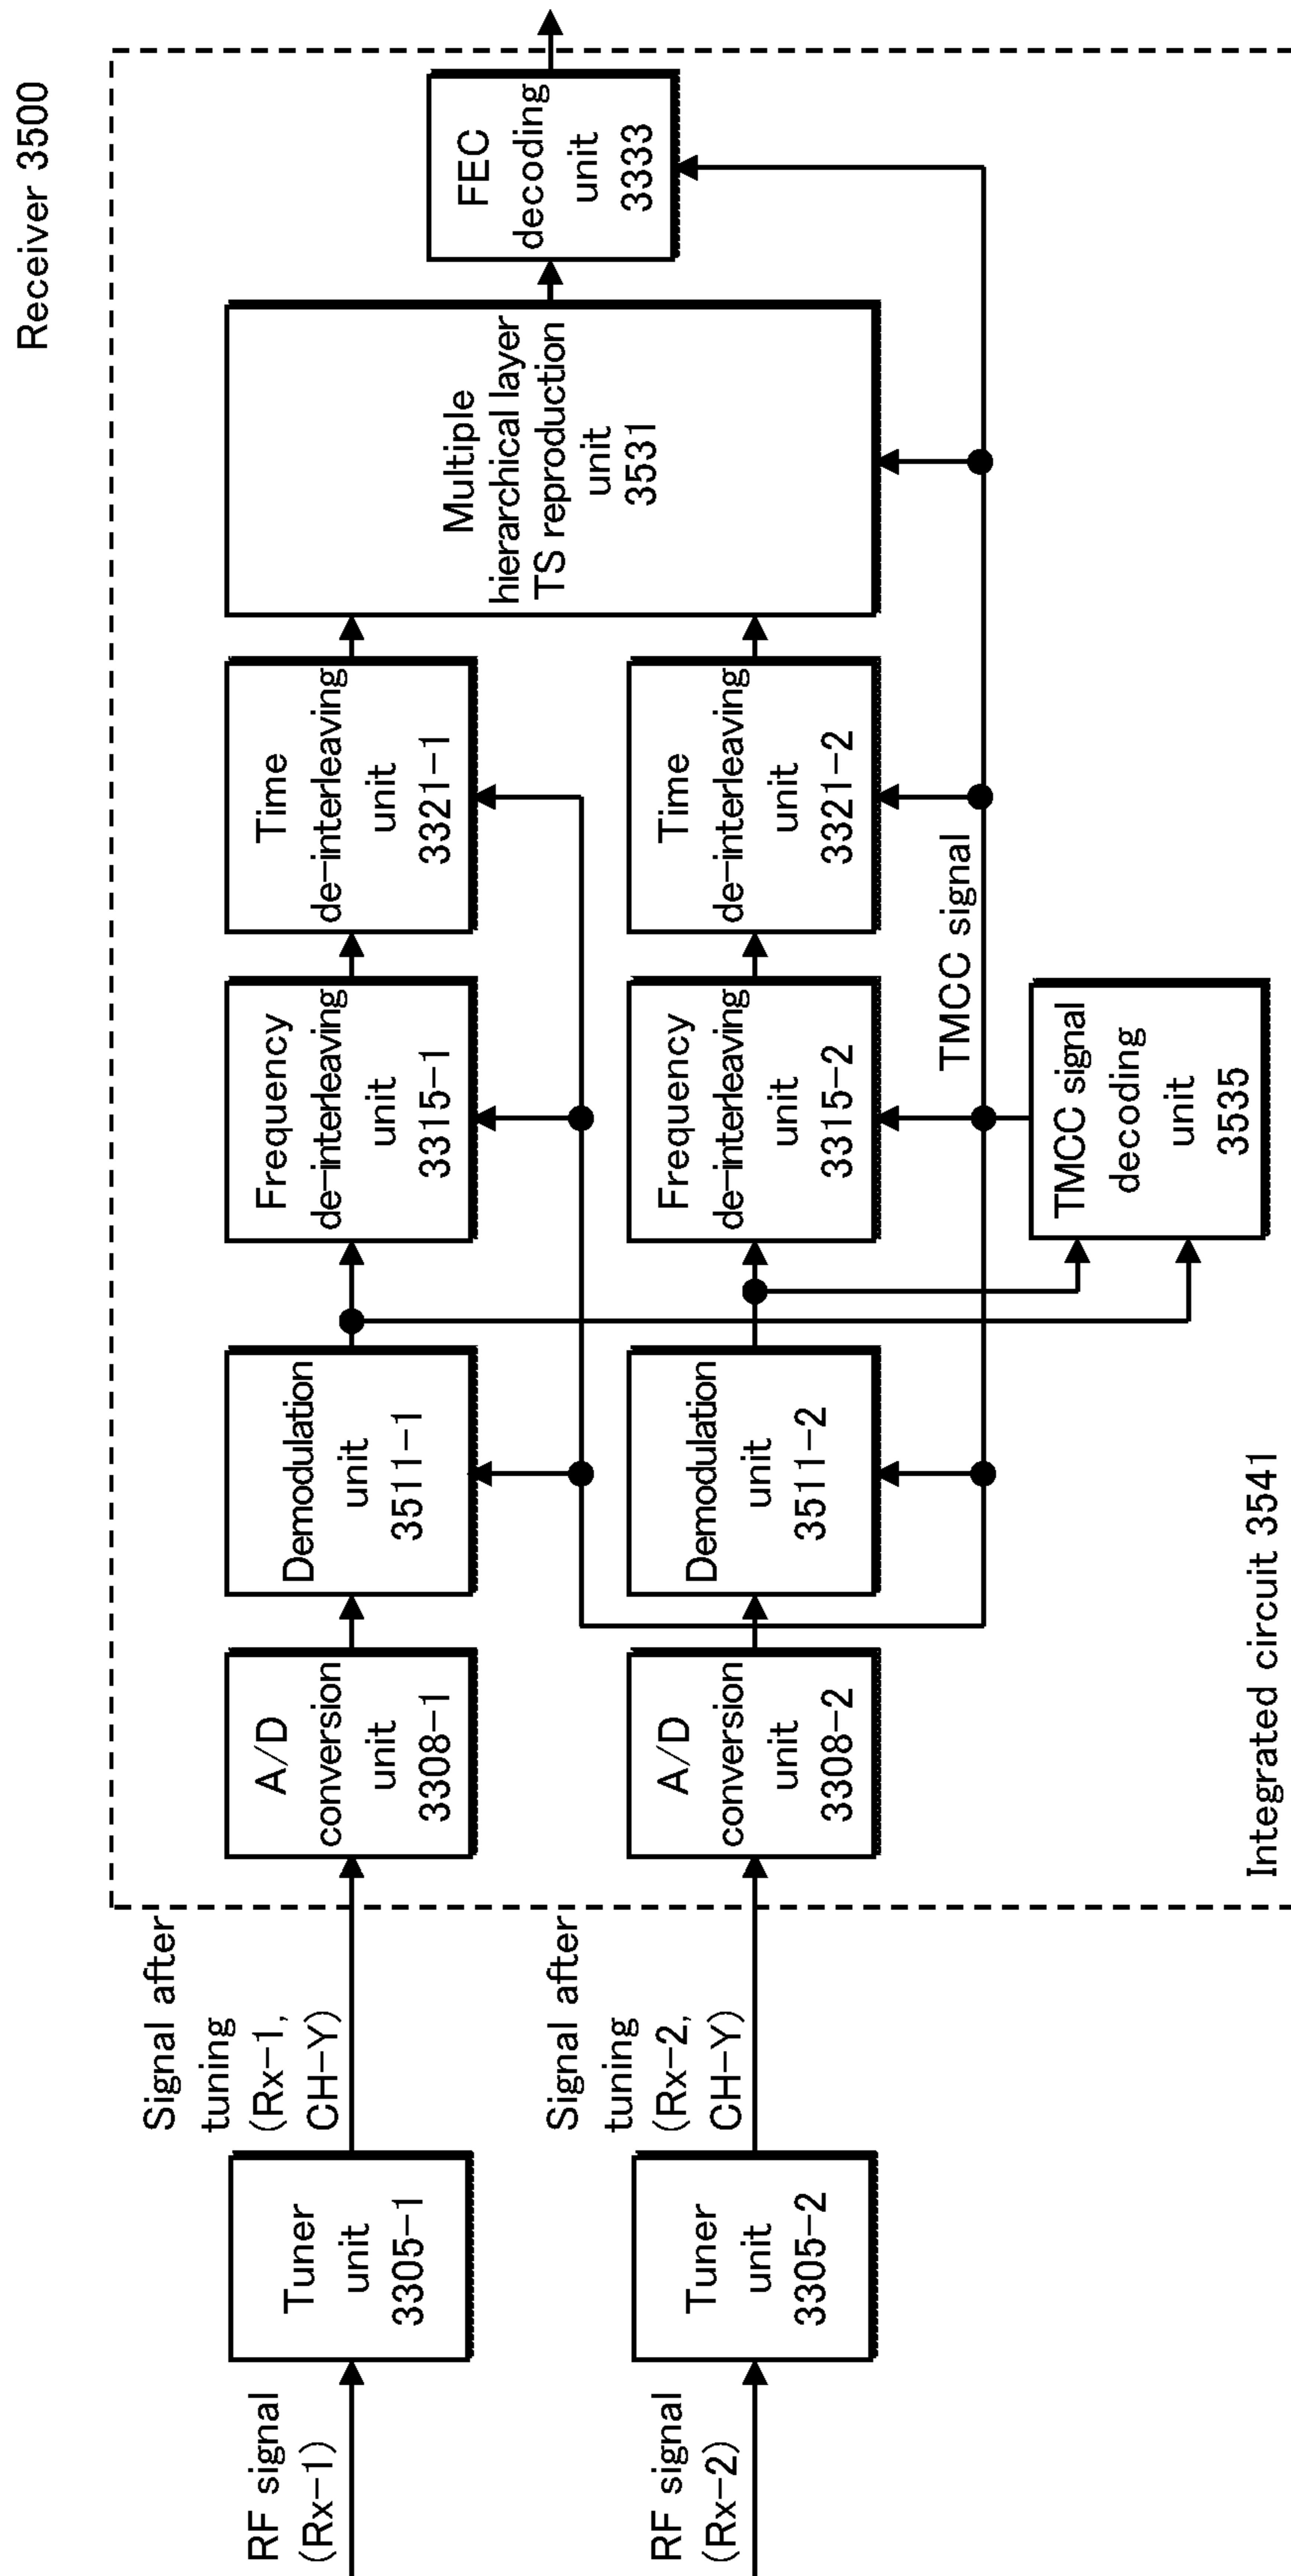 Receiver 3500
RF signal
(Rx-1)
Tuner
unit
3305-1
Signal after
tuning
(Rx-1,
CH-Y)
A/D
conversion
unit
3308-1
Demodulation
unit
3511-1
Frequency
de-interleaving
unit
3315-1
Time
de-interleaving
unit
3321-1
Multiple
hierarchical layer
TS reproduction
unit
3531
FEC
decoding
unit
3333
RF signal
(Rx-2)
Tuner
unit
3305-2
Signal after
tuning
(Rx-2,
CH-Y)
A/D
conversion
unit
3308-2
Demodulation
unit
3511-2
Frequency
de-interleaving
unit
3315-2
Time
de-interleaving
unit
3321-2
TMCC signal
TMCC signal
decoding
unit
3535
Integrated circuit 3541